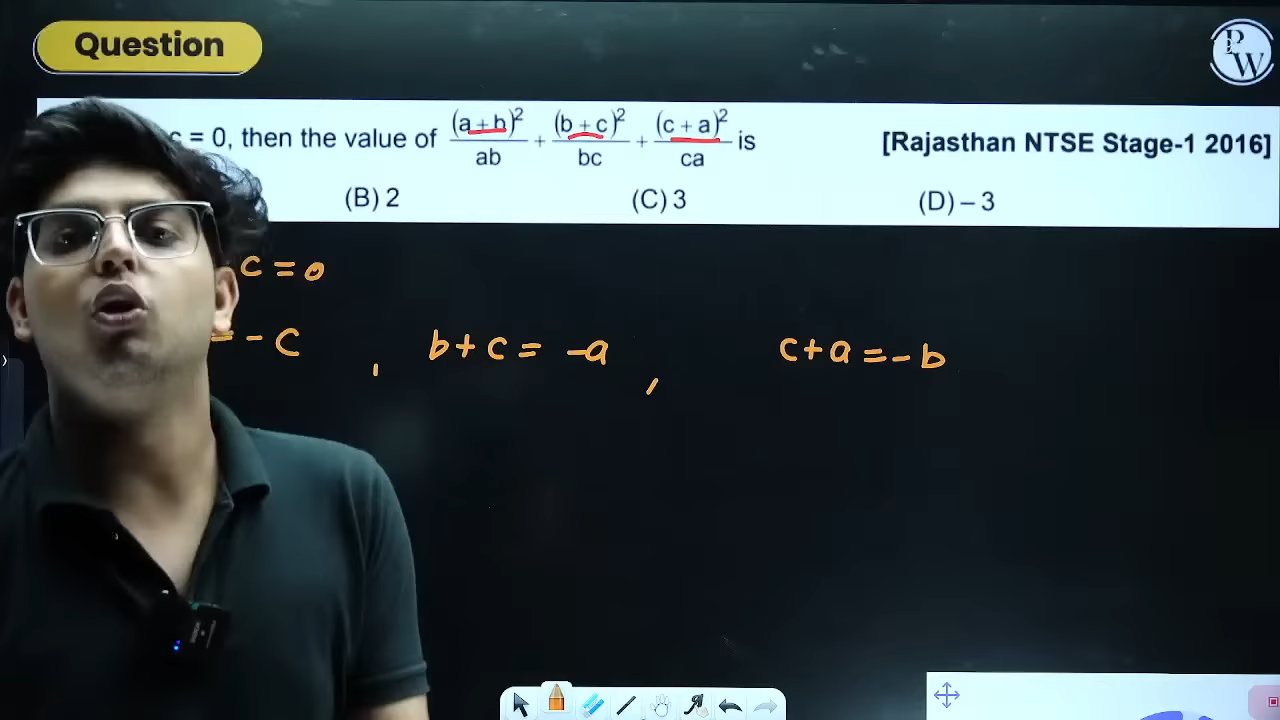 Question
PW
c = 0, then the value of (a + b)²/ab + (b + c)²/bc + (c + a)²/ca is [Rajasthan NTSE Stage-1 2016]
(B) 2 (C) 3 (D) – 3
c = 0
= - c , b + c = -a , c + a = - b